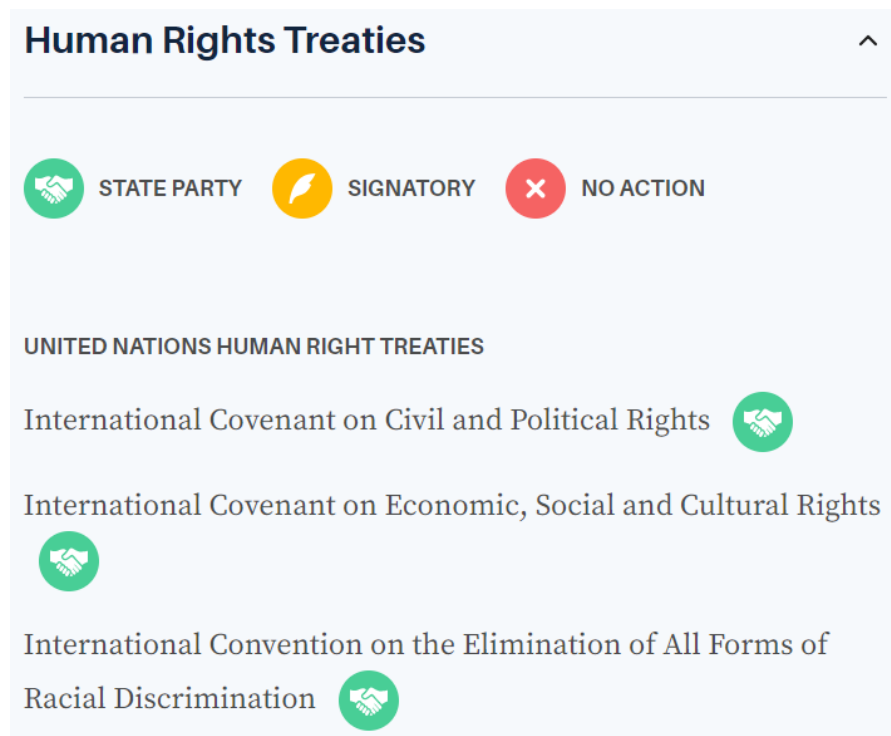 Human Rights Treaties
STATE PARTY SIGNATORY NO ACTION
UNITED NATIONS HUMAN RIGHT TREATIES
International Covenant on Civil and Political Rights
International Covenant on Economic, Social and Cultural Rights
International Convention on the Elimination of All Forms of
Racial Discrimination